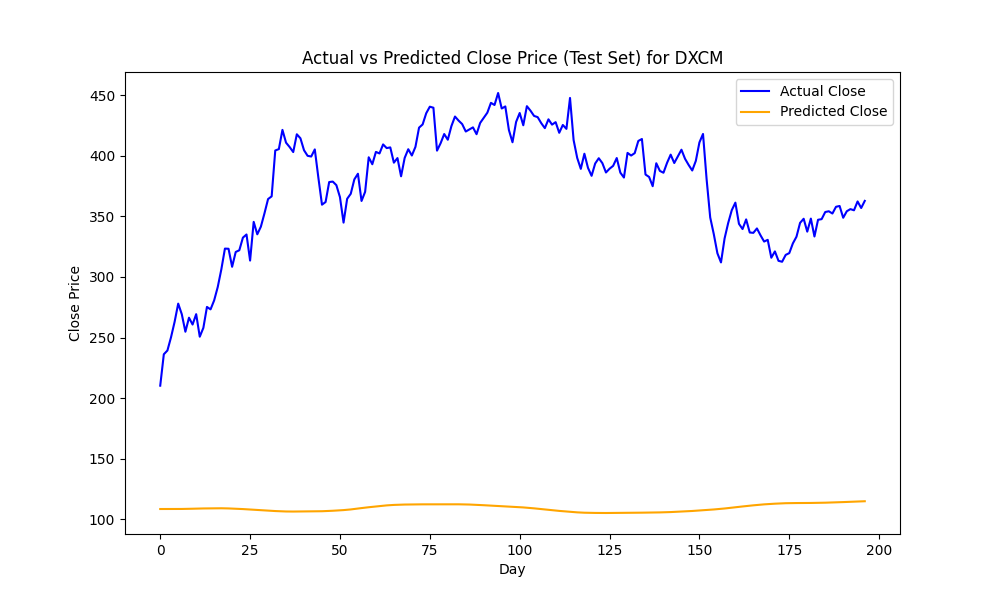 Actual vs Predicted Close Price (Test Set) for DXCM
Actual Close
Predicted Close
Close Price
450
400
350
300
250
200
150
100
0 25 50 75 100 125 150 175 200
Day